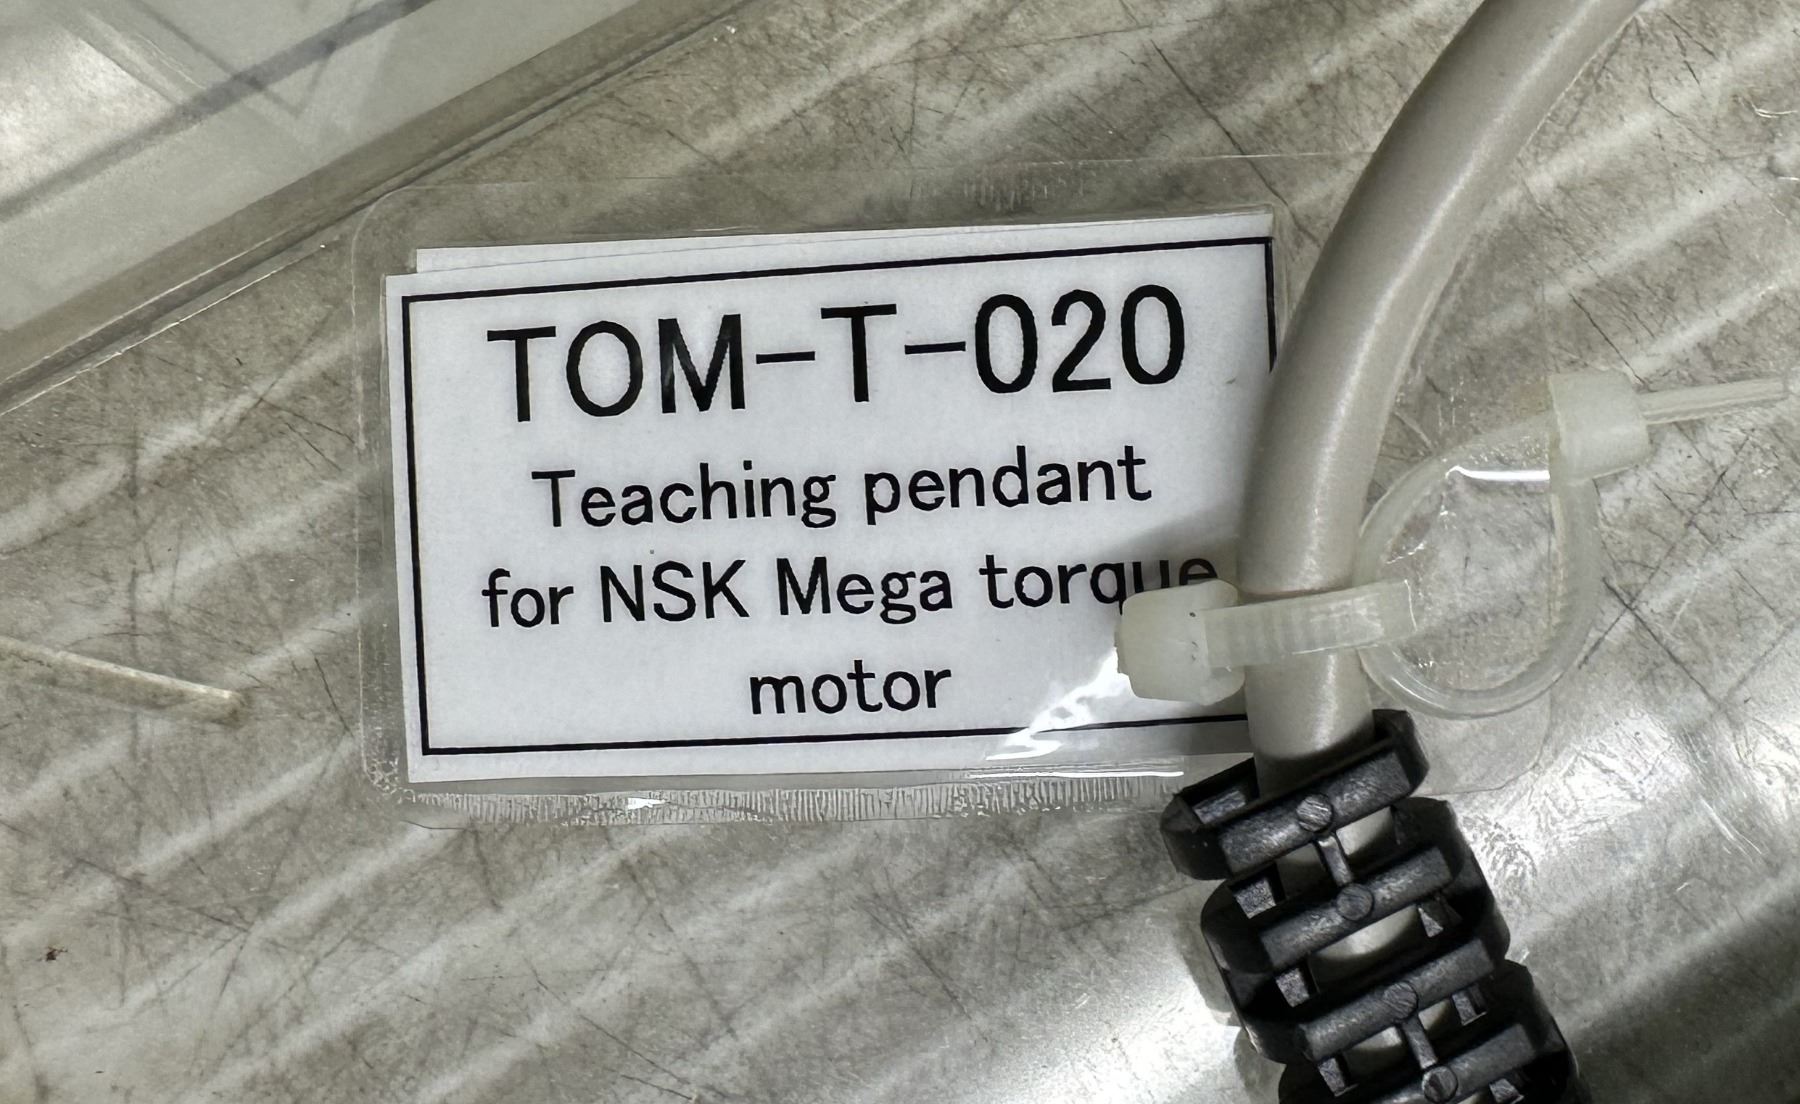 TOM-T-020
Teaching pendant
for NSK Mega torque
motor